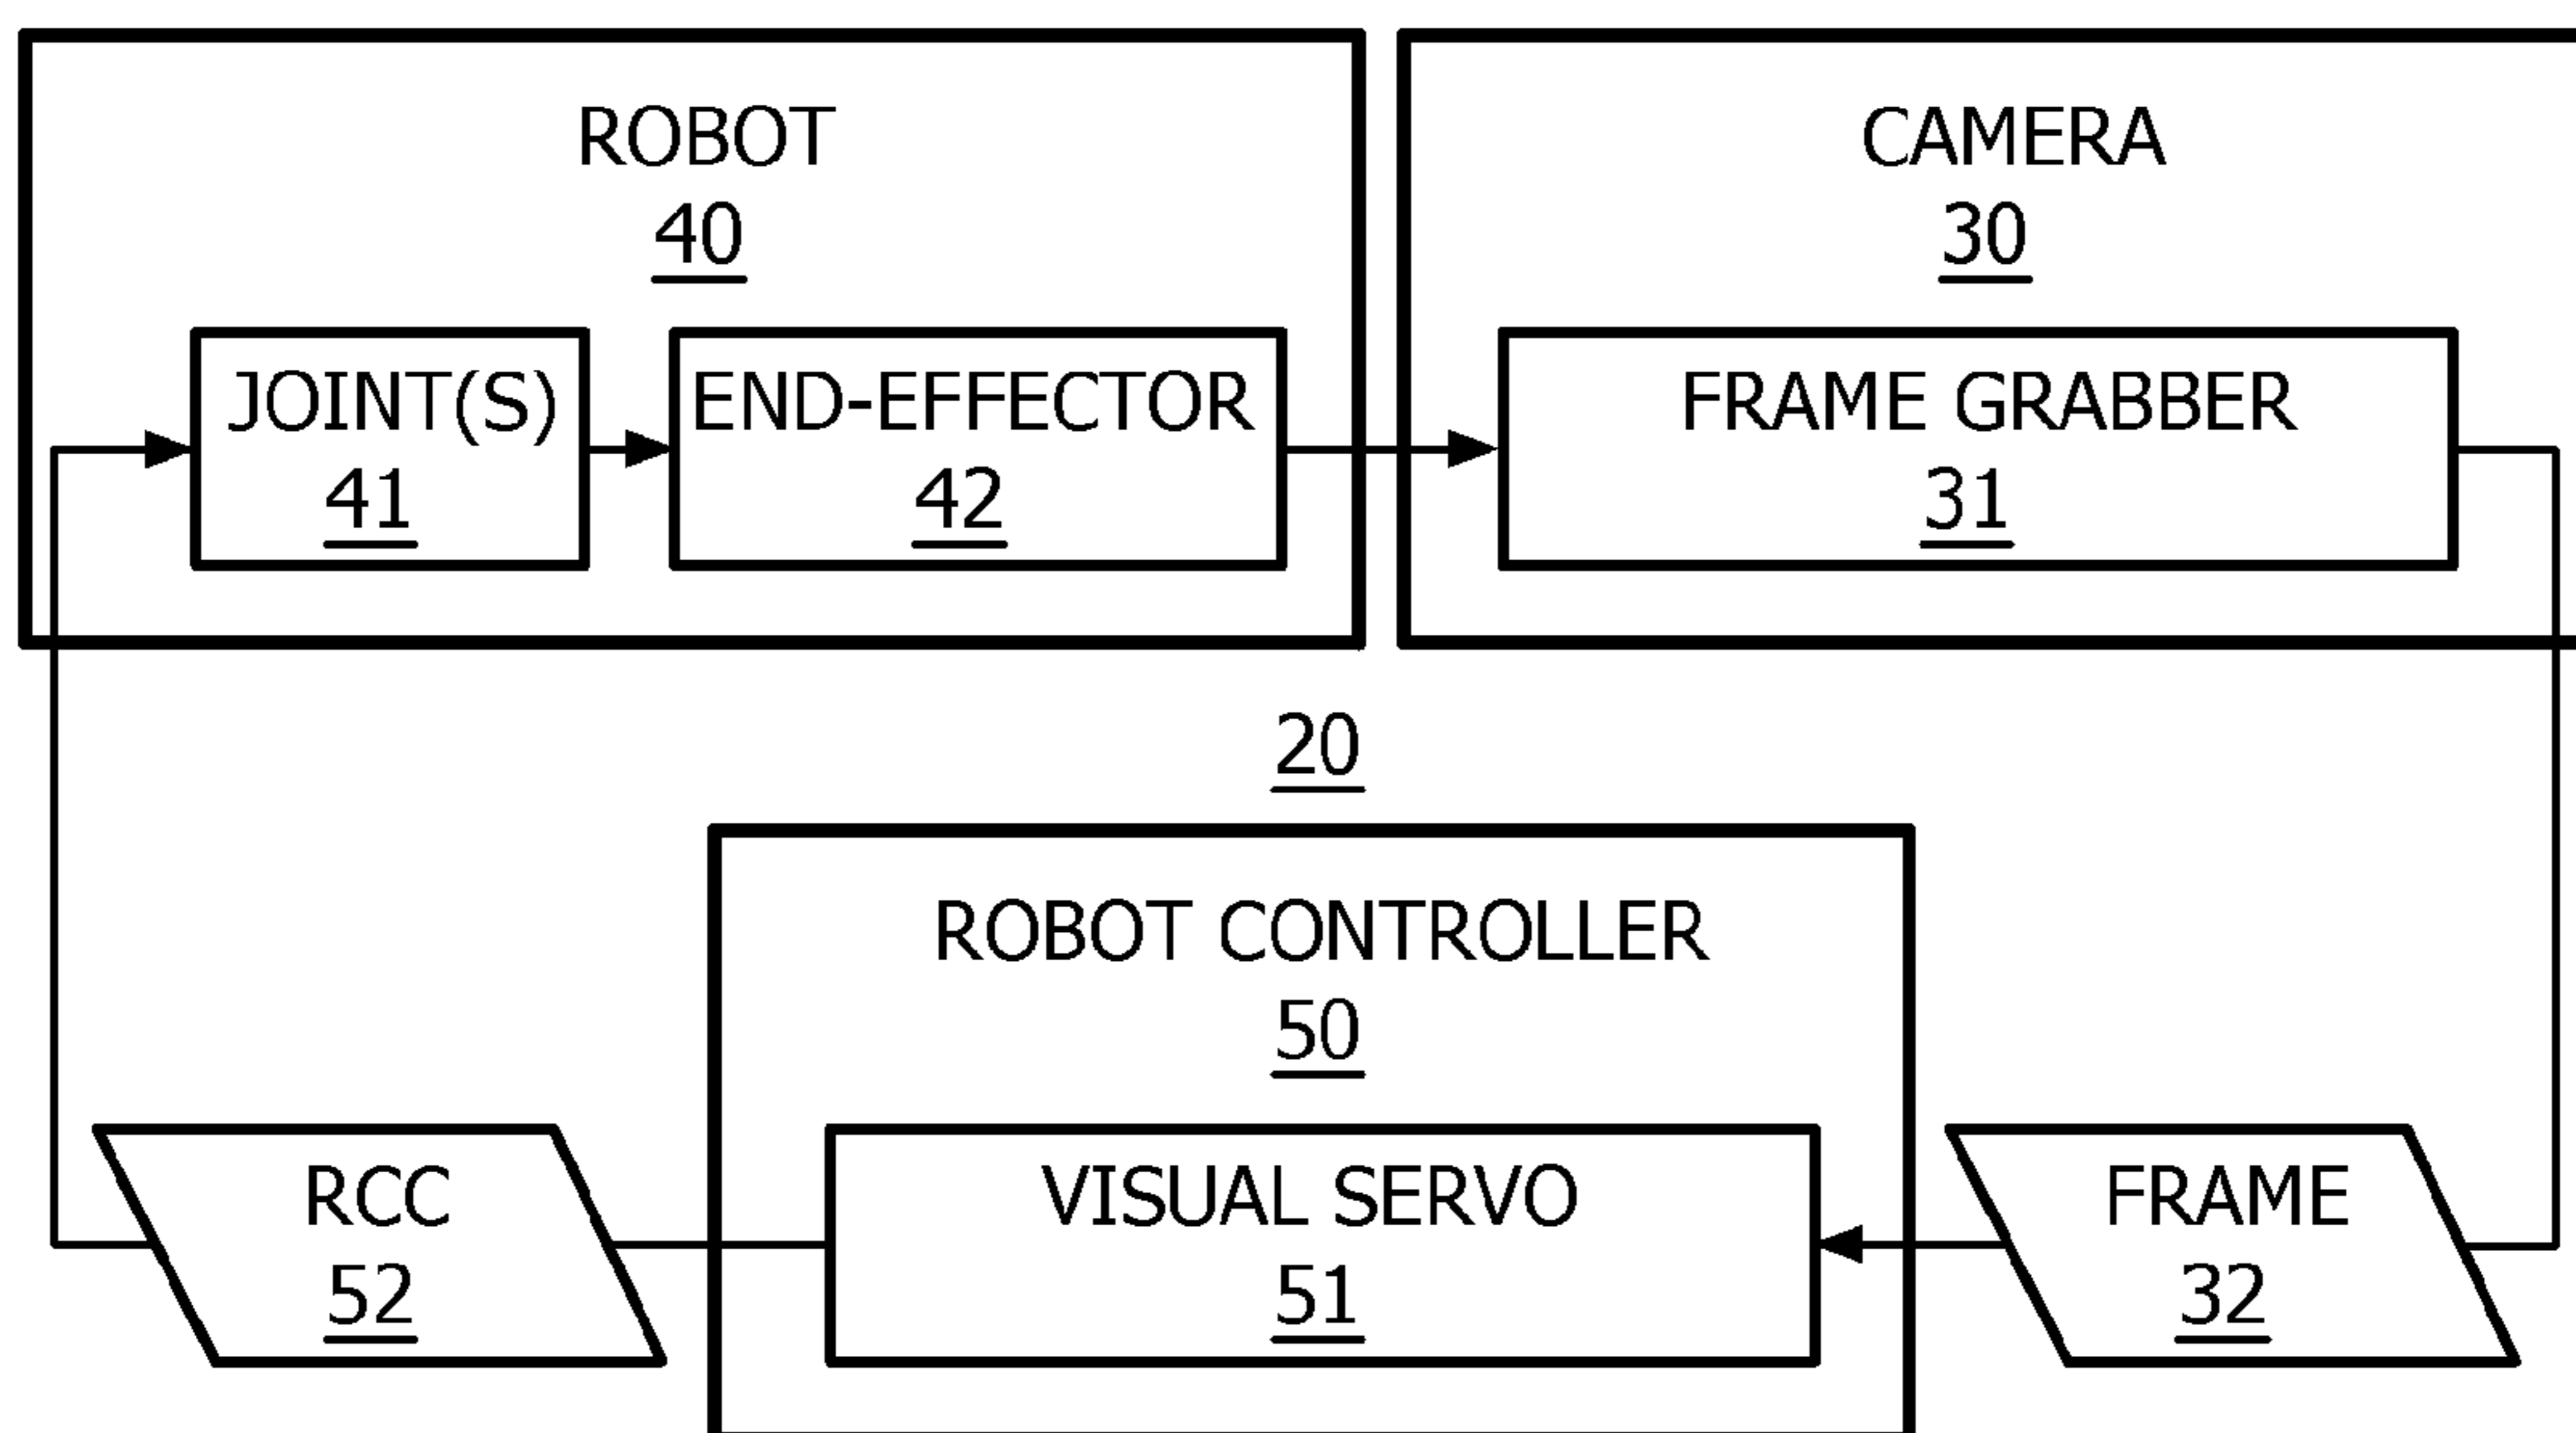 ROBOT
40
JOINT(S)
41
END-EFFECTOR
42
CAMERA
30
FRAME GRABBER
31
20
ROBOT CONTROLLER
50
RCC
52
VISUAL SERVO
51
FRAME
32